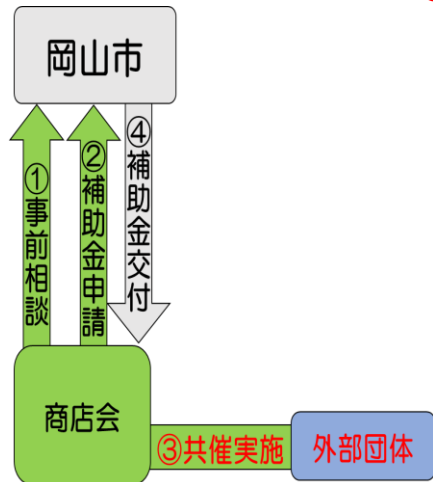 岡山市
①事前相談
②補助金申請
④補助金交付
商店会
③共催実施
外部団体